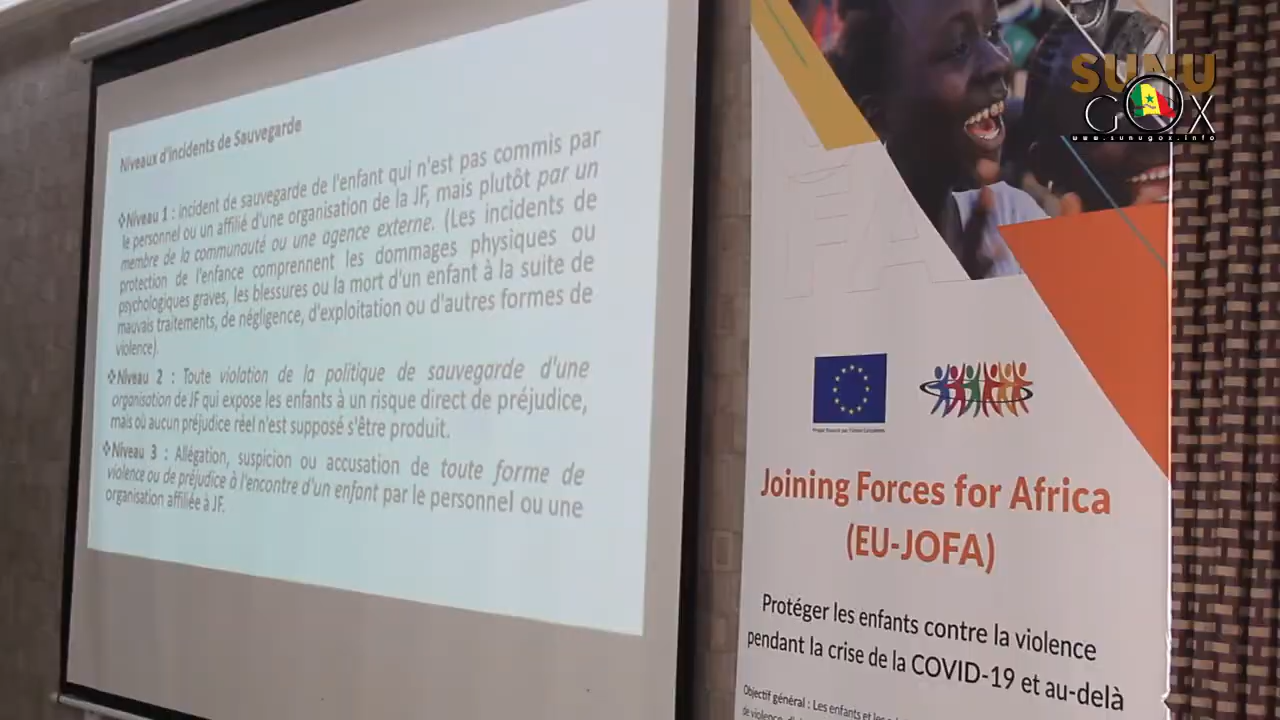 Niveaux d'incidents de Sauvegarde
❖Niveau 1 : incident de sauvegarde de l'enfant qui n'est pas commis par
le personnel ou un affilié d'une organisation de la JF, mais plutôt par un
membre de la communauté ou une agence externe. (Les incidents de
protection de l'enfance comprennent les dommages physiques ou
psychologiques graves, les blessures ou la mort d'un enfant à la suite de
mauvais traitements, de négligence, d'exploitation ou d'autres formes de
violence).
❖Niveau 2 : Toute violation de la politique de sauvegarde d'une
organisation de JF qui expose les enfants à un risque direct de préjudice,
mais où aucun préjudice réel n'est supposé s'être produit.
❖Niveau 3 : Allégation, suspicion ou accusation de toute forme de
violence ou de préjudice à l'encontre d'un enfant par le personnel ou une
organisation affiliée à JF.
SUNU
GOX
www.sunugox.info
Joining Forces for Africa
(EU-JOFA)
Protéger les enfants contre la violence
pendant la crise de la COVID-19 et au-delà
Objectif général : Les enfants et les
de violence